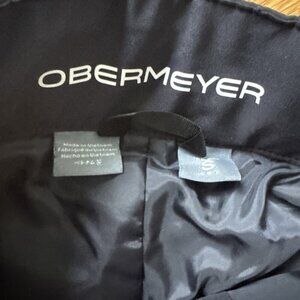 OBERMEYER
Made in Vietnam
Fabriqué au Vietnam
Hecho en Vietnam
S